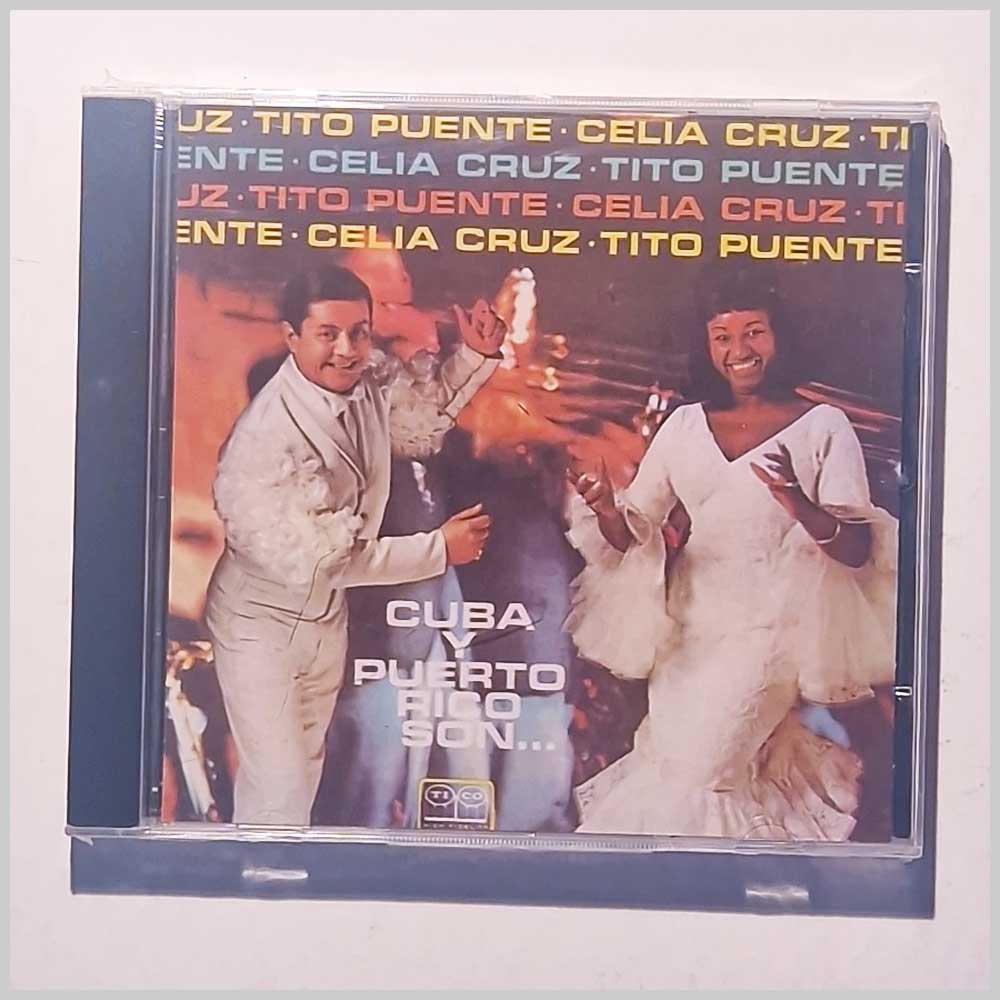 UZ · TITO PUENTE · CELIA CRUZ · TI
ENTE · CELIA CRUZ · TITO PUENTE
UZ · TITO PUENTE · CELIA CRUZ · TI
ENTE · CELIA CRUZ · TITO PUENTE
CUBA
Y
PUERTO
RICO
SON...
TICO